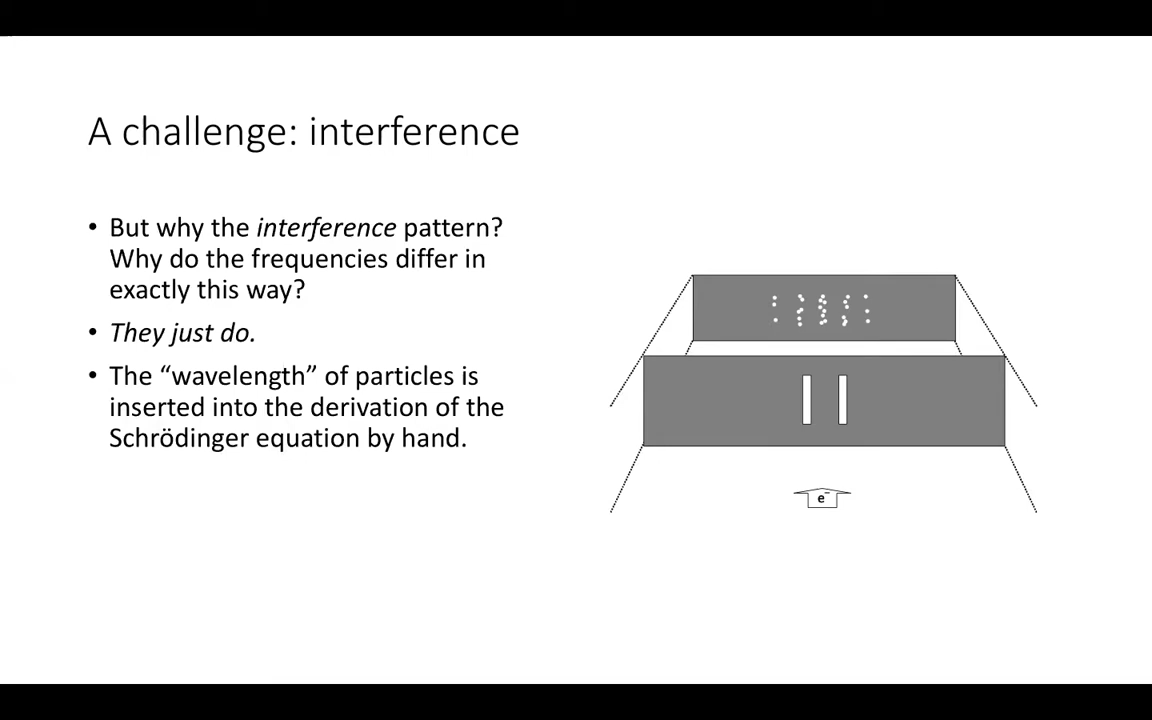 A challenge: interference
• But why the interference pattern?
Why do the frequencies differ in
exactly this way?
• They just do.
• The “wavelength” of particles is
inserted into the derivation of the
Schrödinger equation by hand.
e⁻